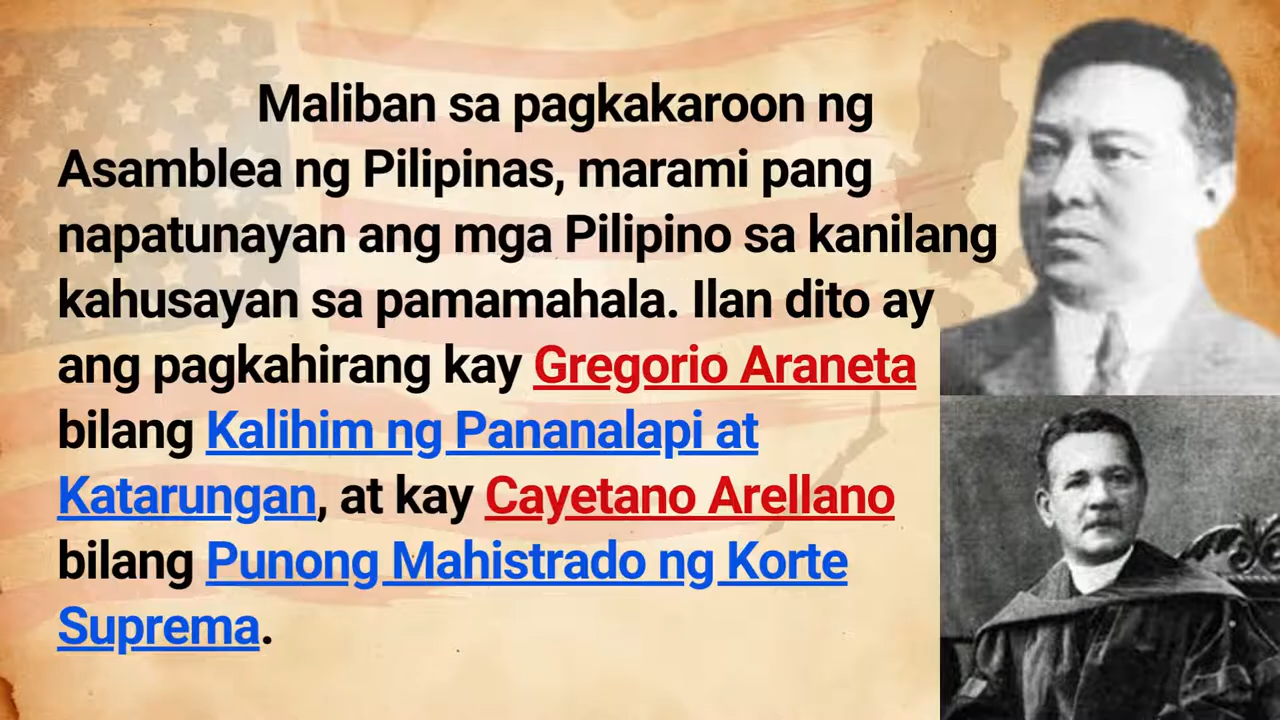 Maliban sa pagkakaroon ng
Asamblea ng Pilipinas, marami pang
napatunayan ang mga Pilipino sa kanilang
kahusayan sa pamamahala. Ilan dito ay
ang pagkahirang kay Gregorio Araneta
bilang Kalihim ng Pananalapi at
Katarungan, at kay Cayetano Arellano
bilang Punong Mahistrado ng Korte
Suprema.